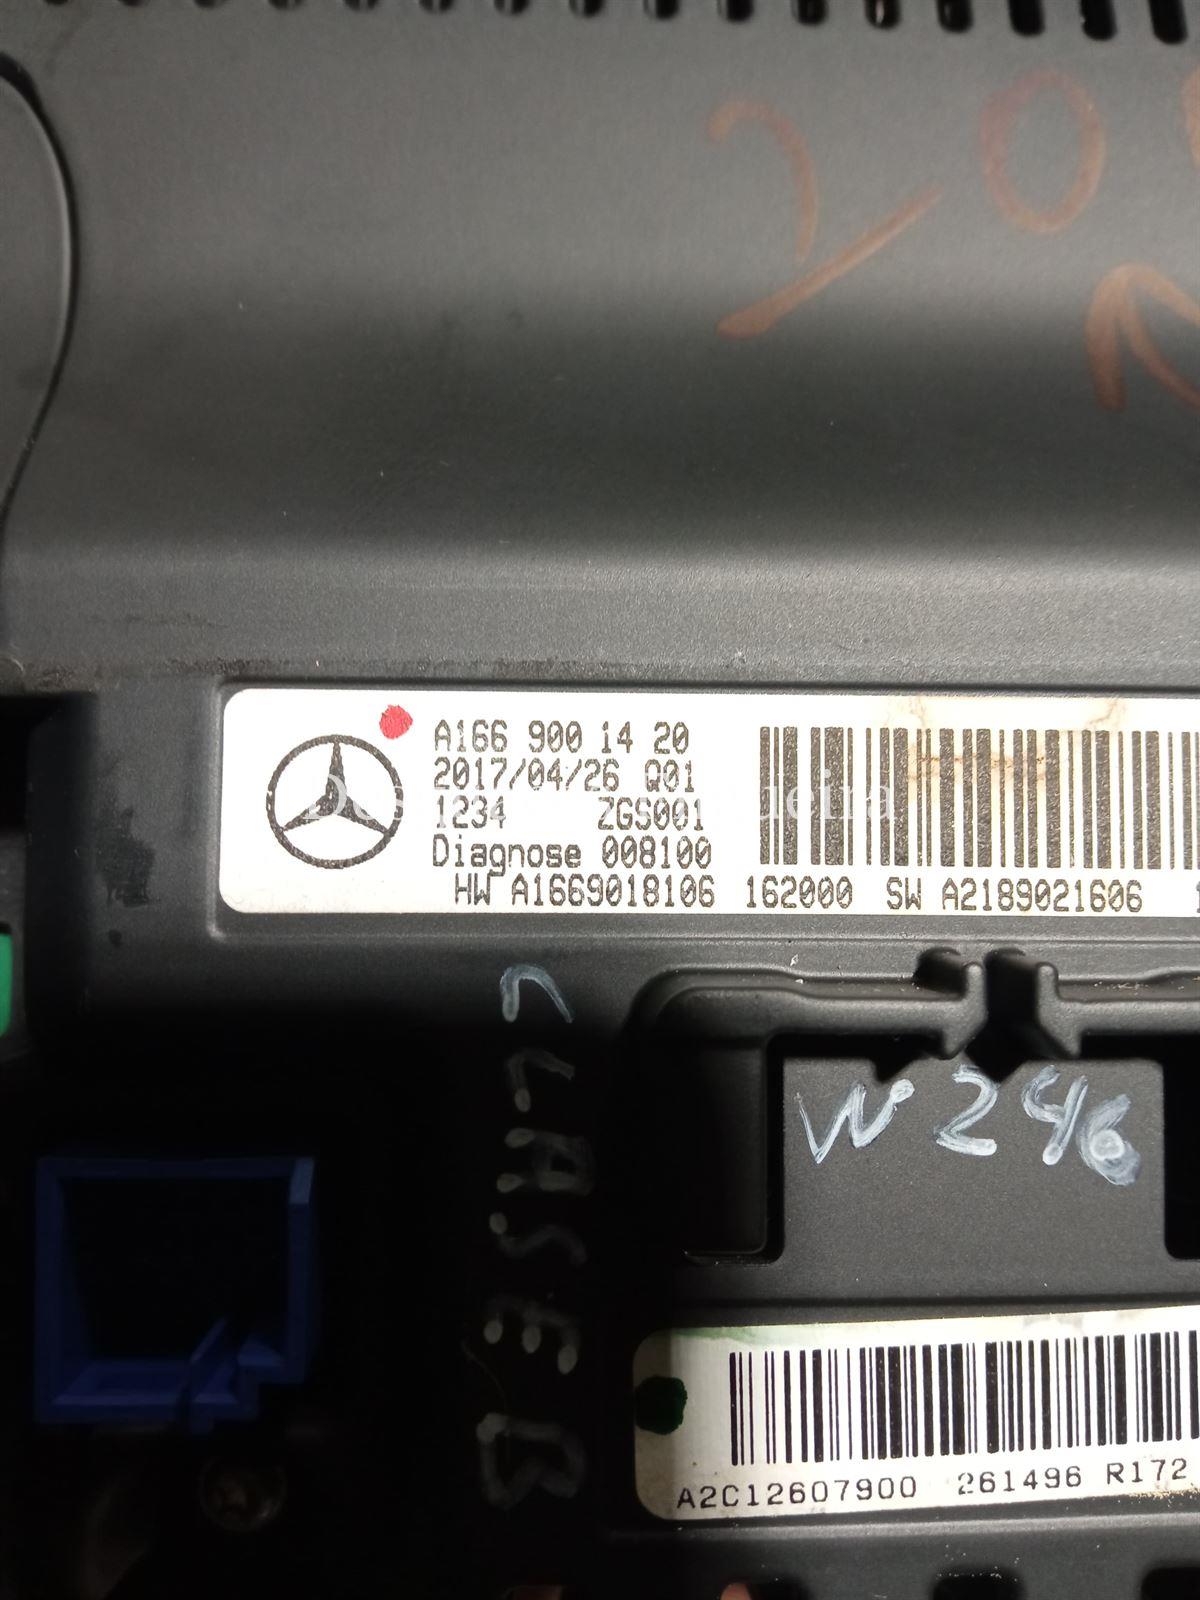 A166 900 14 20
2017/04/26 Q01
1234 ZGS001
Diagnose 008100
HW A1669018106 162000 SW A2189021606
CLASE B
W246
A2C12607900 261496 R172